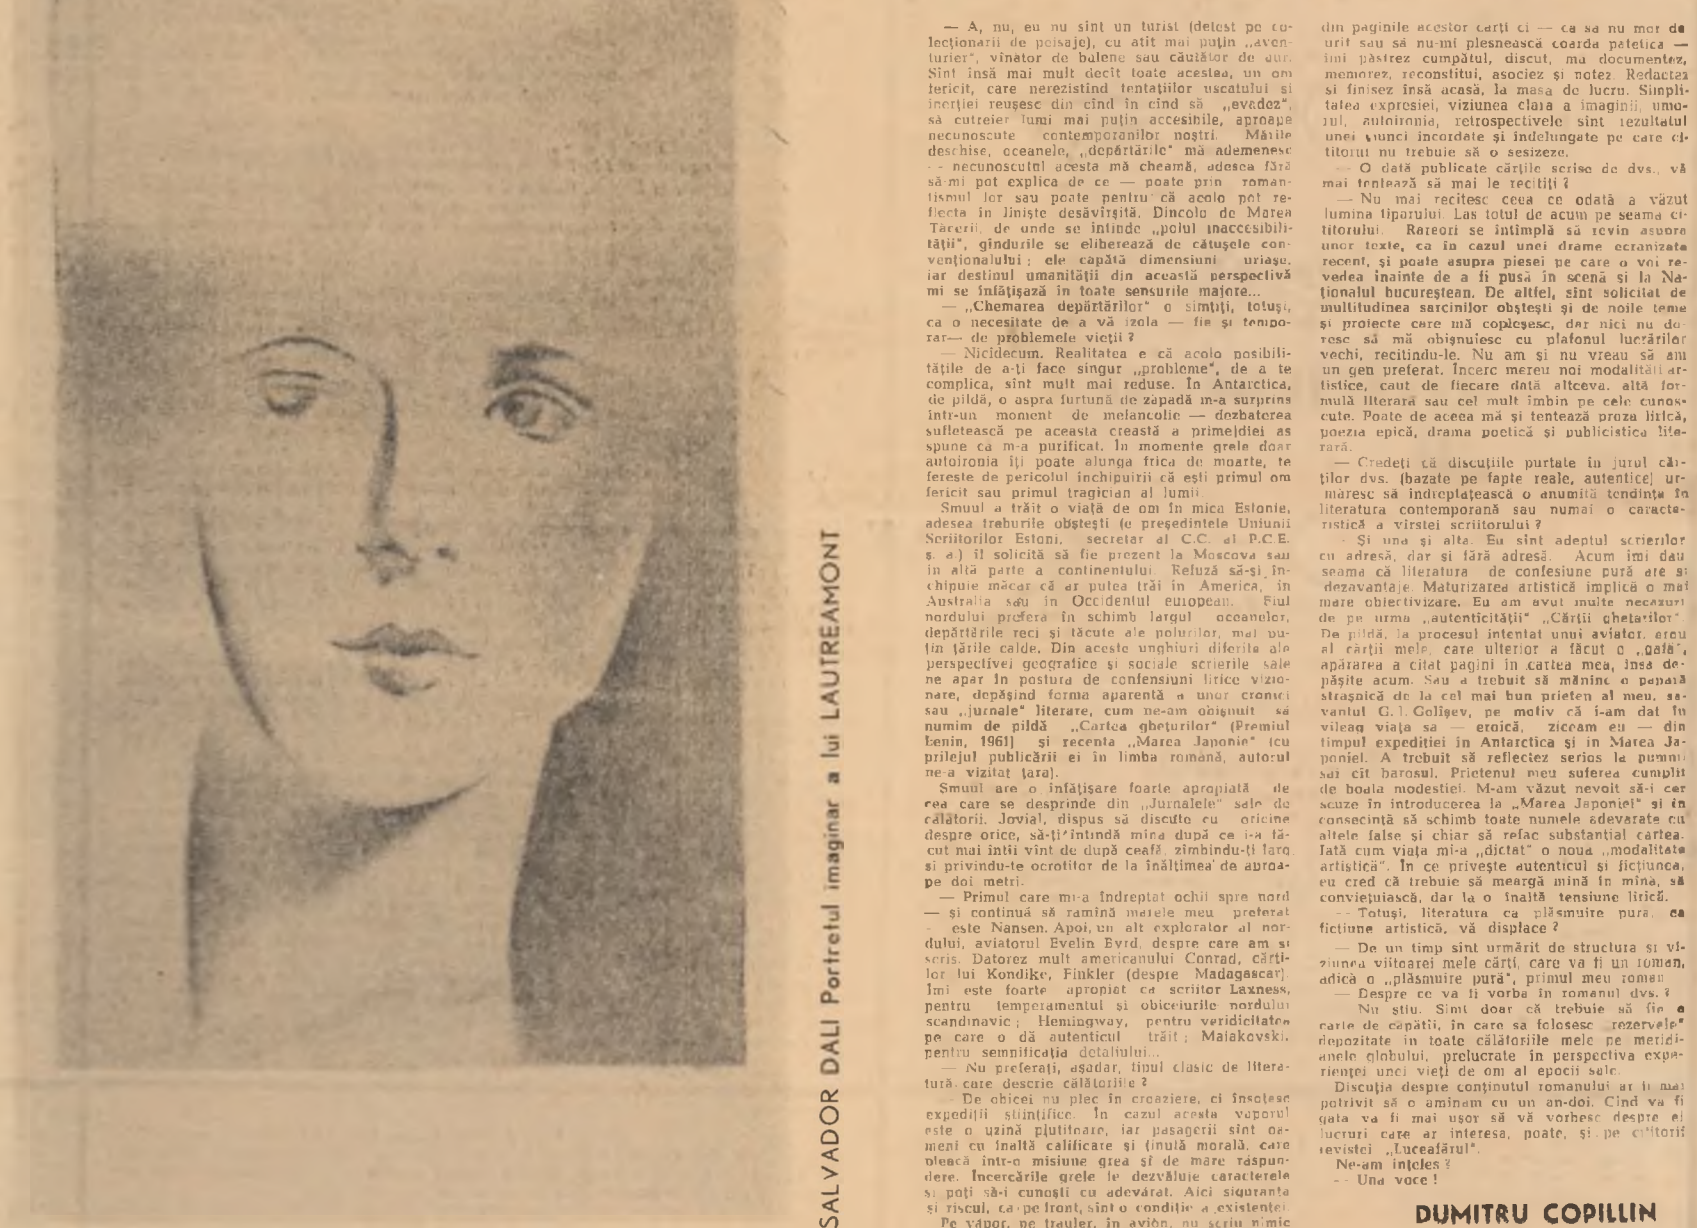 SALVADOR DALI Portretul imaginar a lui LAUTREAMONT
— A, nu, eu nu sînt un turist (detest pe co-
lecționarii de peisaje), cu atît mai puțin „aven-
turier“, vînător de balene sau căutător de aur.
Sînt însă mai mult decît toate acestea, un om
fericit, care nerezistînd tentațiilor uscatului și
inerției reușesc din cînd în cînd să „evadez“,
să cutreier lumi mai puțin accesibile, aproape
necunoscute contemporanilor noștri. Mările
deschise, oceanele, „depărtările“ mă ademenesc
-- necunoscutul acesta mă cheamă, adesea fără
să-mi pot explica de ce — poate prin roman-
tismul lor sau poate pentru că acolo pot re-
flecta în liniște desăvîrșită. Dincolo de Marea
Tăcerii, de unde se întinde „polul inaccesibili-
tății“, gîndurile se eliberează de cătușele con-
venționalului ; ele capătă dimensiuni uriașe,
iar destinul umanității din această perspectivă
mi se înfățișază în toate sensurile majore...
— „Chemarea depărtărilor“ o simțiți, totuși,
ca o necesitate de a vă izola — fie și tempo-
rar— de problemele vieții ?
— Nicidecum. Realitatea e că acolo posibili-
tățile de a-ți face singur „probleme“, de a te
complica, sînt mult mai reduse. În Antarctica,
de pildă, o aspră furtună de zăpadă m-a surprins
într-un moment de melancolie — dezbaterea
sufletească pe această creastă a primejdiei aș
spune că m-a purificat. În momente grele doar
autoironia îți poate alunga frica de moarte, te
ferește de pericolul închipuirii că ești primul om
fericit sau primul tragician al lumii.
Smuul a trăit o viață de om în mica Estonie,
adesea treburile obștești (e președintele Uniunii
Scriitorilor Estoni, secretar al C.C. al P.C.E.
ș. a.) îl solicită să fie prezent la Moscova sau
în altă parte a continentului. Refuză să-și în-
chipuie măcar că ar putea trăi în America, în
Australia sau în Occidentul european. Fiul
nordului preferă în schimb largul oceanelor,
depărtările reci și tăcute ale polurilor, mai pu-
țin țările calde. Din aceste unghiuri diferite ale
perspectivei geografice și sociale scrierile sale
ne apar în postura de confensiuni lirice vizio-
nare, depășind forma aparentă a unor cronici
sau „jurnale“ literare, cum ne-am obișnuit să
numim de pildă „Cartea ghețurilor“ (Premiul
Lenin, 1961) și recenta „Marea Japonie“ (cu
prilejul publicării ei în limba română, autorul
ne-a vizitat țara).
Smuul are o înfățișare foarte apropiată de
cea care se desprinde din „Jurnalele“ sale de
călătorii. Jovial, dispus să discute cu oricine
despre orice, să-ți întindă mîna după ce i-a fă-
cut mai întîi vînt de după ceafă, zîmbindu-ți larg
și privindu-te ocrotitor de la înălțimea de aproa-
pe doi metri.
— Primul care mi-a îndreptat ochii spre nord
— și continuă să rămînă marele meu preferat
- este Nansen. Apoi, un alt explorator al nor-
dului, aviatorul Evelin Byrd, despre care am și
scris. Datorez mult americanului Conrad, cărți-
lor lui Kondike, Finkler (despre Madagascar).
Îmi este foarte apropiat ca scriitor Laxness,
pentru temperamentul și obiceiurile nordului
scandinavic ; Hemingway, pentru veridicitatea
pe care o dă autenticul trăit ; Maiakovski,
pentru semnificația detaliului...
— Nu preferați, așadar, tipul clasic de litera-
tură care descrie călătoriile ?
- De obicei nu plec în croaziere, ci însoțesc
expediții științifice. În cazul acesta vaporul
este o uzină plutitoare, iar pasagerii sînt oa-
meni cu înaltă calificare și ținută morală, care
pleacă într-o misiune grea și de mare răspun-
dere. Încercările grele le dezvăluie caracterele
și poți să-i cunoști cu adevărat. Aici siguranța
și riscul, ca pe front, sînt o condiție a existenței.
Pe vapor, pe trauler, în avion, nu scriu nimic
din paginile acestor cărți ci — ca să nu mor de
urît sau să nu-mi plesnească coarda patetica —
îmi păstrez cumpătul, discut, mă documentez,
memorez, reconstitui, asociez și notez. Redactez
și finisez însă acasă, la masa de lucru. Simpli-
tatea expresiei, viziunea clara a imaginii, umo-
rul, autoironia, retrospectivele sînt rezultatul
unei munci încordate și îndelungate pe care ci-
titorul nu trebuie să o sesizeze.
- O dată publicate cărțile scrise de dvs., vă
mai tentează să mai le recitiți ?
— Nu mai recitesc ceea ce odată a văzut
lumina tiparului. Las totul de acum pe seama ci-
titorului. Rareori se întîmplă să revin asupra
unor texte, ca în cazul unei drame ecranizate
recent, și poate asupra piesei pe care o voi re-
vedea înainte de a fi pusă în scenă și la Na-
ționalul bucureștean. De altfel, sînt solicitat de
multitudinea sarcinilor obștești și de noile teme
și proiecte care mă copleșesc, dar nici nu do-
resc să mă obișnuiesc cu plafonul lucrărilor
vechi, recitindu-le. Nu am și nu vreau să am
un gen preferat. Încerc mereu noi modalități ar-
tistice, caut de fiecare dată altceva, altă for-
mulă literară sau cel mult îmbin pe cele cunos-
cute. Poate de aceea mă și tentează proza lirică,
poezia epică, drama poetică și publicistica lite-
rară.
— Credeți că discuțiile purtate în jurul căr-
ților dvs. (bazate pe fapte reale, autentice) ur-
măresc să îndreptățească o anumită tendință în
literatura contemporană sau numai o caracte-
ristică a vîrstei scriitorului ?
- Și una și alta. Eu sînt adeptul scrierilor
cu adresă, dar și fără adresă. Acum îmi dau
seama că literatura de confesiune pură are și
dezavantaje. Maturizarea artistică implică o mai
mare obiectivizare. Eu am avut multe necazuri
de pe urma „autenticității“ „Cărții ghețarilor“.
De pildă, la procesul intentat unui aviator, erou
al cărții mele, care ulterior a făcut o „gafă“,
apărarea a citat pagini în cartea mea, însă de-
pășite acum. Sau a trebuit să mănînc o papară
strașnică de la cel mai bun prieten al meu, sa-
vantul G. I. Golîșev, pe motiv că i-am dat în
vileag viața sa — eroică, ziceam eu — din
timpul expediției în Antarctica și în Marea Ja-
poniei. A trebuit să reflectez serios la pumnii
săi cît barosul. Prietenul meu suferea cumplit
de boala modestiei. M-am văzut nevoit să-i cer
scuze în introducerea la „Marea Japoniei“ și în
consecință să schimb toate numele adevarate cu
altele false și chiar să refac substanțial cartea.
Iată cum viața mi-a „dictat“ o noua „modalitate
artistică“. În ce privește autenticul și ficțiunea,
eu cred că trebuie să meargă mînă în mînă, să
conviețuiască, dar la o înaltă tensiune lirică.
-- Totuși, literatura ca plăsmuire pură, ca
ficțiune artistică, vă displace ?
— De un timp sînt urmărit de structura și vi-
ziunea viitoarei mele cărți, care va fi un roman,
adică o „plăsmuire pură“, primul meu roman
— Despre ce va fi vorba în romanul dvs. ?
Nu știu. Simt doar că trebuie să fie o
carte de căpătîi, în care să folosesc „rezervele“
depozitate în toate călătoriile mele pe meridi-
anele globului, prelucrate în perspectiva expe-
rienței unei vieți de om al epocii sale.
Discuția despre conținutul romanului ar fi mai
potrivit să o aminăm cu un an-doi. Cînd va fi
gata va fi mai ușor să vă vorbesc despre ei
lucruri care ar interesa, poate, și pe cititorii
revistei „Luceafărul“.
Ne-am înțeles ?
-- Una voce !
DUMITRU COPILLIN